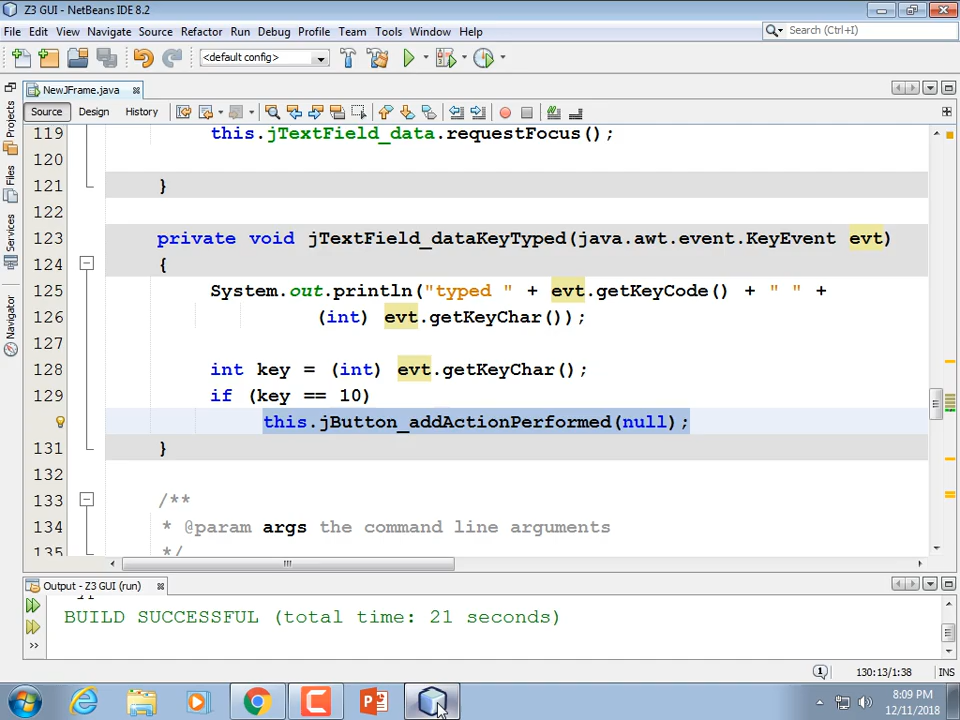 Z3 GUI - NetBeans IDE 8.2
File Edit View Navigate Source Refactor Run Debug Profile Team Tools Window Help
Search (Ctrl+I)
<default config>
NewJFrame.java
Source Design History
Projects
Files
Services
Navigator
119 this.jTextField_data.requestFocus();
120
121 }
122
123 private void jTextField_dataKeyTyped(java.awt.event.KeyEvent evt)
124 {
125 System.out.println("typed " + evt.getKeyCode() + " " +
126 (int) evt.getKeyChar());
127
128 int key = (int) evt.getKeyChar();
129 if (key == 10)
this.jButton_addActionPerformed(null);
131 }
132
133 /**
134 * @param args the command line arguments
135 */
Output - Z3 GUI (run)
BUILD SUCCESSFUL (total time: 21 seconds)
1 130:13/1:38 INS
8:09 PM
12/11/2018